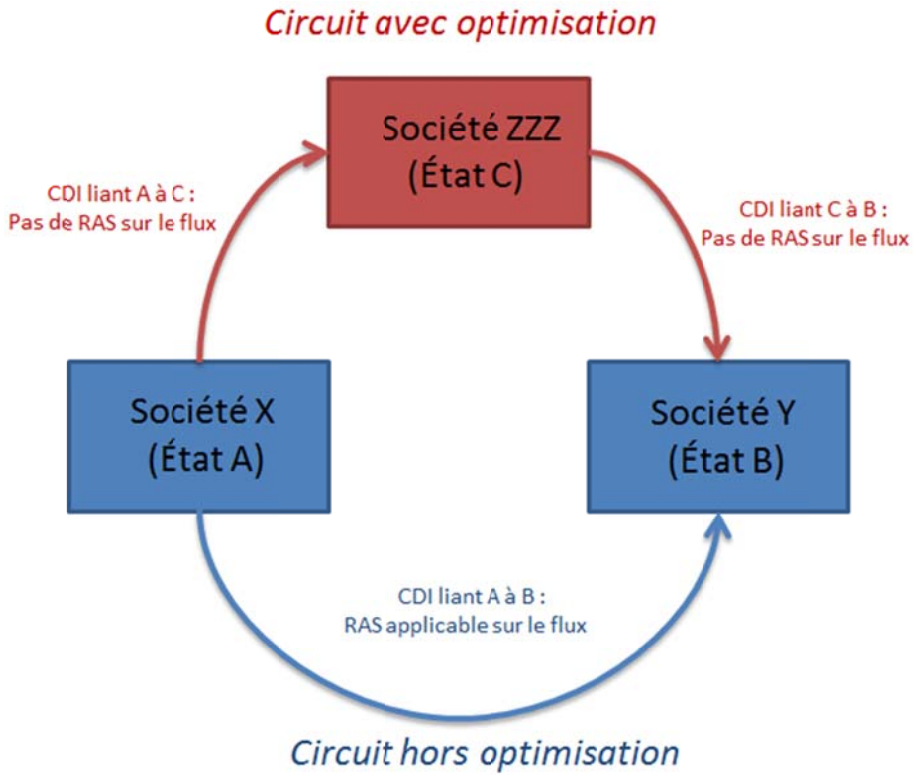 Circuit avec optimisation
Société ZZZ
(État C)
CDI liant A à C :
Pas de RAS sur le flux
CDI liant C à B :
Pas de RAS sur le flux
Société X
(État A)
Société Y
(État B)
CDI liant A à B :
RAS applicable sur le flux
Circuit hors optimisation